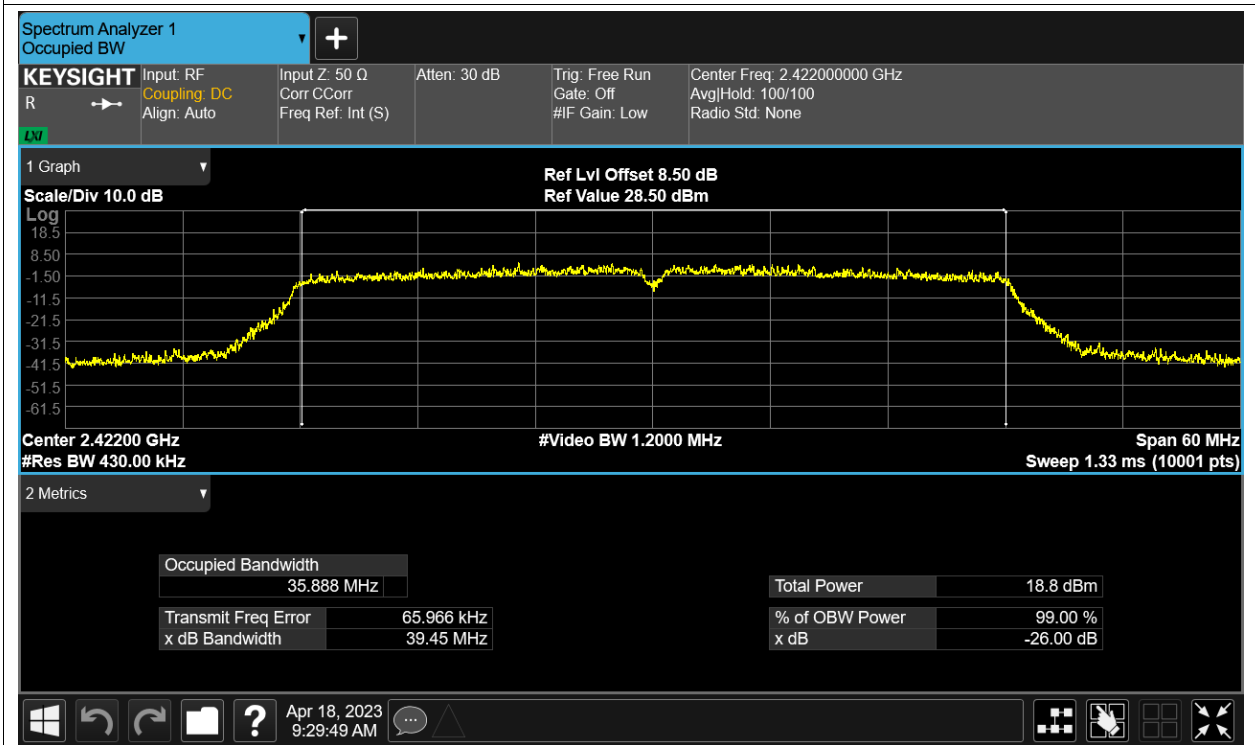 Spectrum Analyzer 1
Occupied BW
KEYSIGHT
R
LXI
Input: RF
Coupling: DC
Align: Auto
Input Z: 50 Ω
Corr CCorr
Freq Ref: Int (S)
Atten: 30 dB
Trig: Free Run
Gate: Off
#IF Gain: Low
Center Freq: 2.422000000 GHz
Avg|Hold: 100/100
Radio Std: None
1 Graph
Scale/Div 10.0 dB
Ref Lvl Offset 8.50 dB
Ref Value 28.50 dBm
Log
18.5
8.50
-1.50
-11.5
-21.5
-31.5
-41.5
-51.5
-61.5
Center 2.42200 GHz
#Video BW 1.2000 MHz
Span 60 MHz
#Res BW 430.00 kHz
Sweep 1.33 ms (10001 pts)
2 Metrics
Occupied Bandwidth
35.888 MHz
Total Power 18.8 dBm
Transmit Freq Error 65.966 kHz
% of OBW Power 99.00 %
x dB Bandwidth 39.45 MHz
x dB -26.00 dB
?
Apr 18, 2023
9:29:49 AM